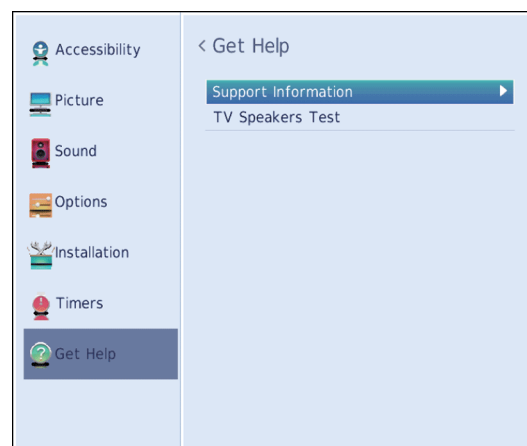 Accessibility
Picture
Sound
Options
Installation
Timers
Get Help
< Get Help
Support Information
TV Speakers Test